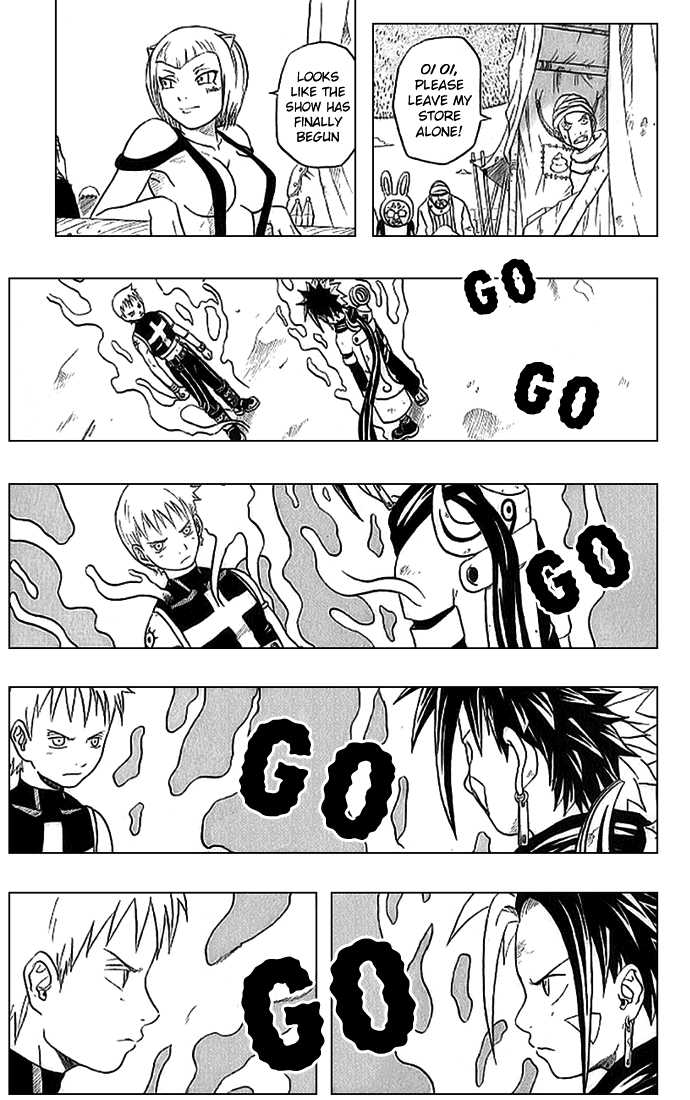 OI OI,
PLEASE
LEAVE MY
STORE
ALONE!
LOOKS
LIKE THE
SHOW HAS
FINALLY
BEGUN
GO
GO
GO
GO
GO